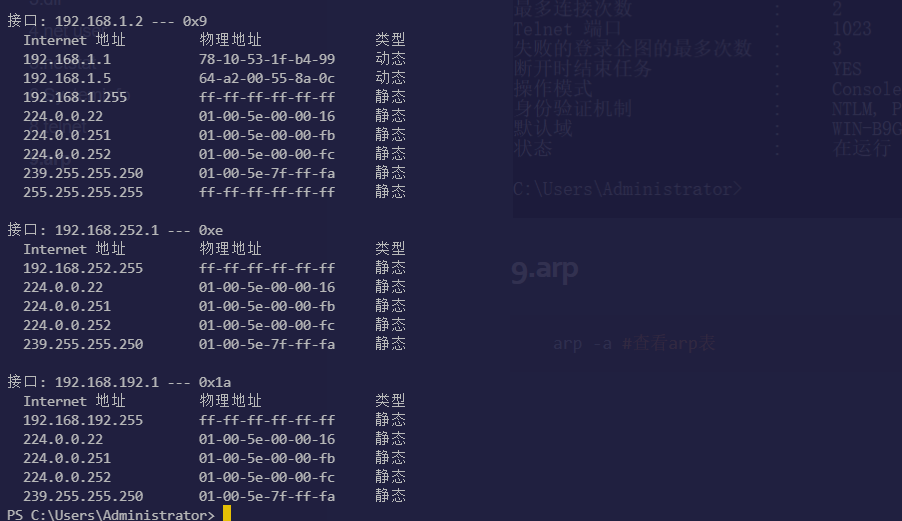 接口: 192.168.1.2 --- 0x9
Internet 地址 物理地址 类型
192.168.1.1 78-10-53-1f-b4-99 动态
192.168.1.5 64-a2-00-55-8a-0c 动态
192.168.1.255 ff-ff-ff-ff-ff-ff 静态
224.0.0.22 01-00-5e-00-00-16 静态
224.0.0.251 01-00-5e-00-00-fb 静态
224.0.0.252 01-00-5e-00-00-fc 静态
239.255.255.250 01-00-5e-7f-ff-fa 静态
255.255.255.255 ff-ff-ff-ff-ff-ff 静态
接口: 192.168.252.1 --- 0xe
Internet 地址 物理地址 类型
192.168.252.255 ff-ff-ff-ff-ff-ff 静态
224.0.0.22 01-00-5e-00-00-16 静态
224.0.0.251 01-00-5e-00-00-fb 静态
224.0.0.252 01-00-5e-00-00-fc 静态
239.255.255.250 01-00-5e-7f-ff-fa 静态
接口: 192.168.192.1 --- 0x1a
Internet 地址 物理地址 类型
192.168.192.255 ff-ff-ff-ff-ff-ff 静态
224.0.0.22 01-00-5e-00-00-16 静态
224.0.0.251 01-00-5e-00-00-fb 静态
224.0.0.252 01-00-5e-00-00-fc 静态
239.255.255.250 01-00-5e-7f-ff-fa 静态
PS C:\Users\Administrator>
最多连接次数 : 2
Telnet 端口 : 1023
失败的登录企图的最多次数 : 3
断开时结束任务 : YES
操作模式 : Console
身份验证机制 : NTLM, P
默认域 : WIN-B9G
状态 : 在运行
C:\Users\Administrator>
9.arp
arp -a #查看arp表